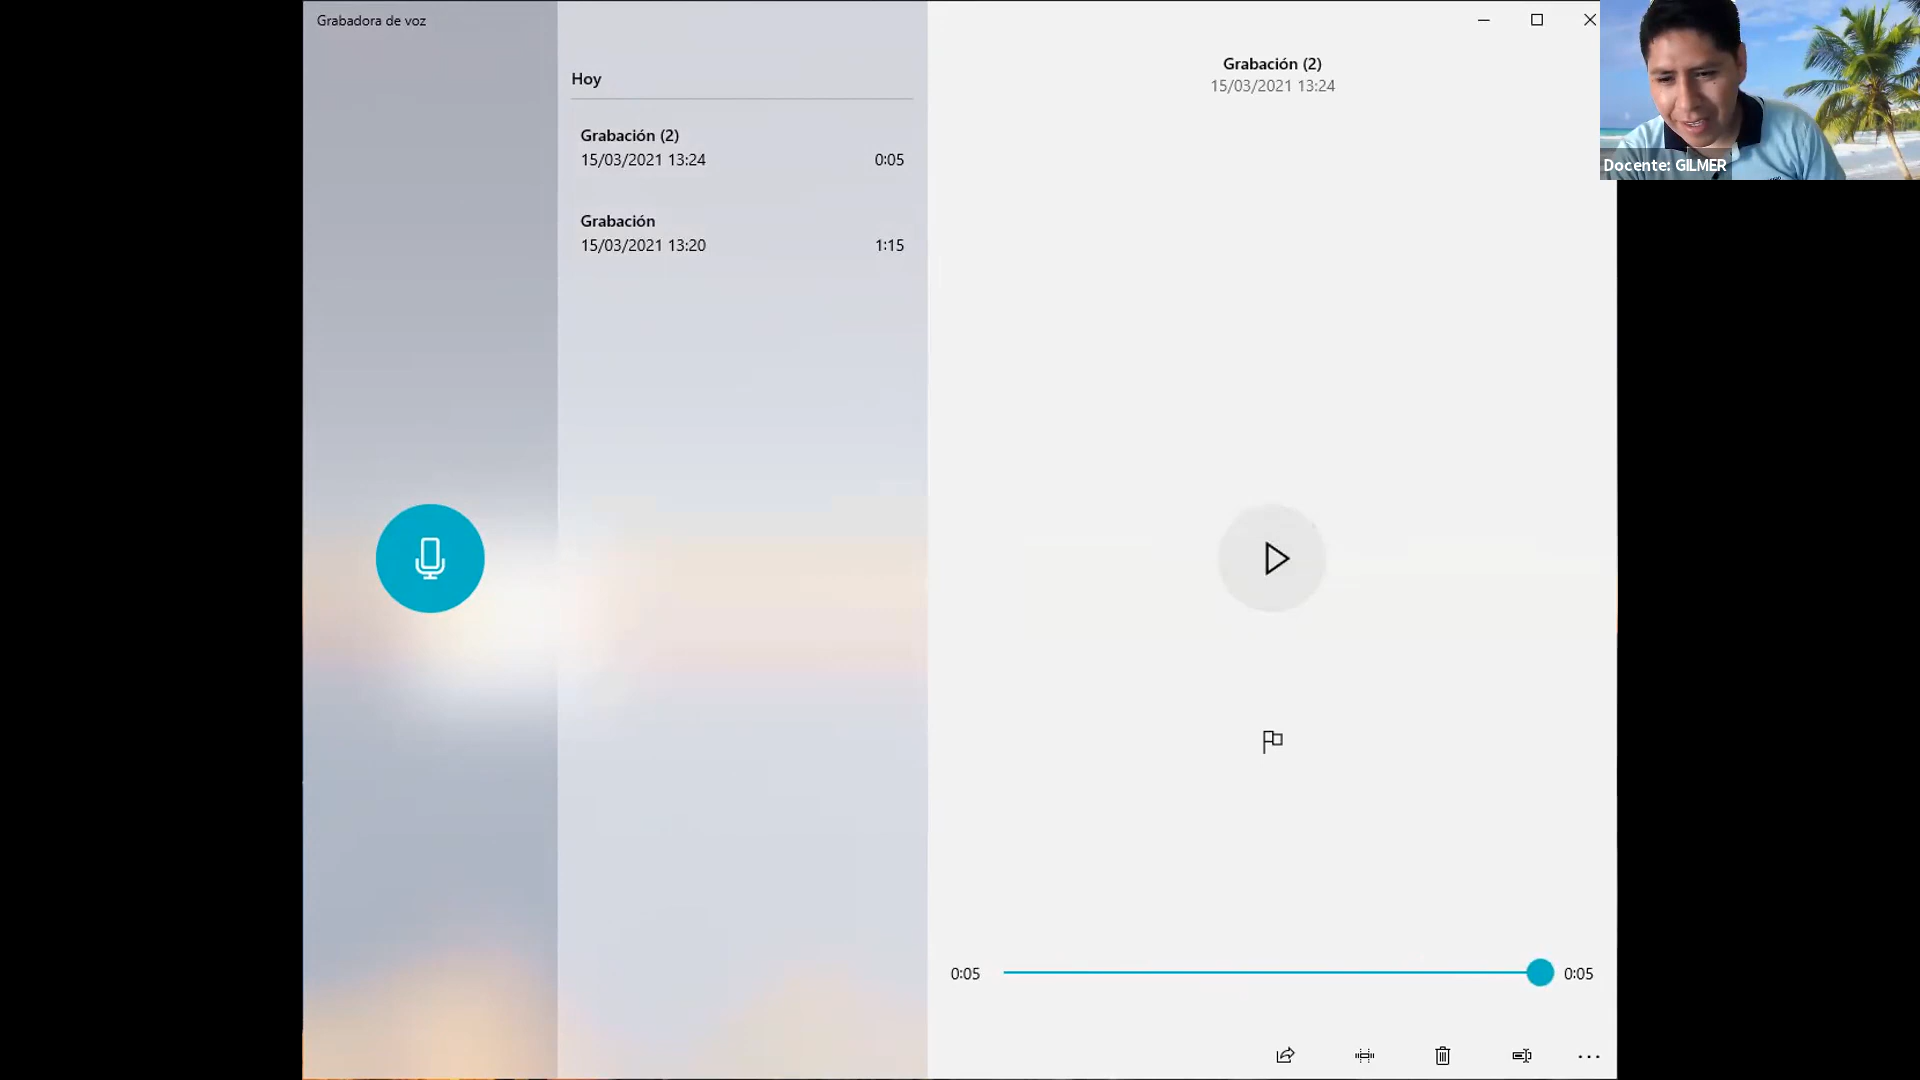 Grabadora de voz
Hoy
Grabación (2)
15/03/2021 13:24 0:05
Grabación
15/03/2021 13:20 1:15
Grabación (2)
15/03/2021 13:24
Docente: GILMER
0:05 0:05